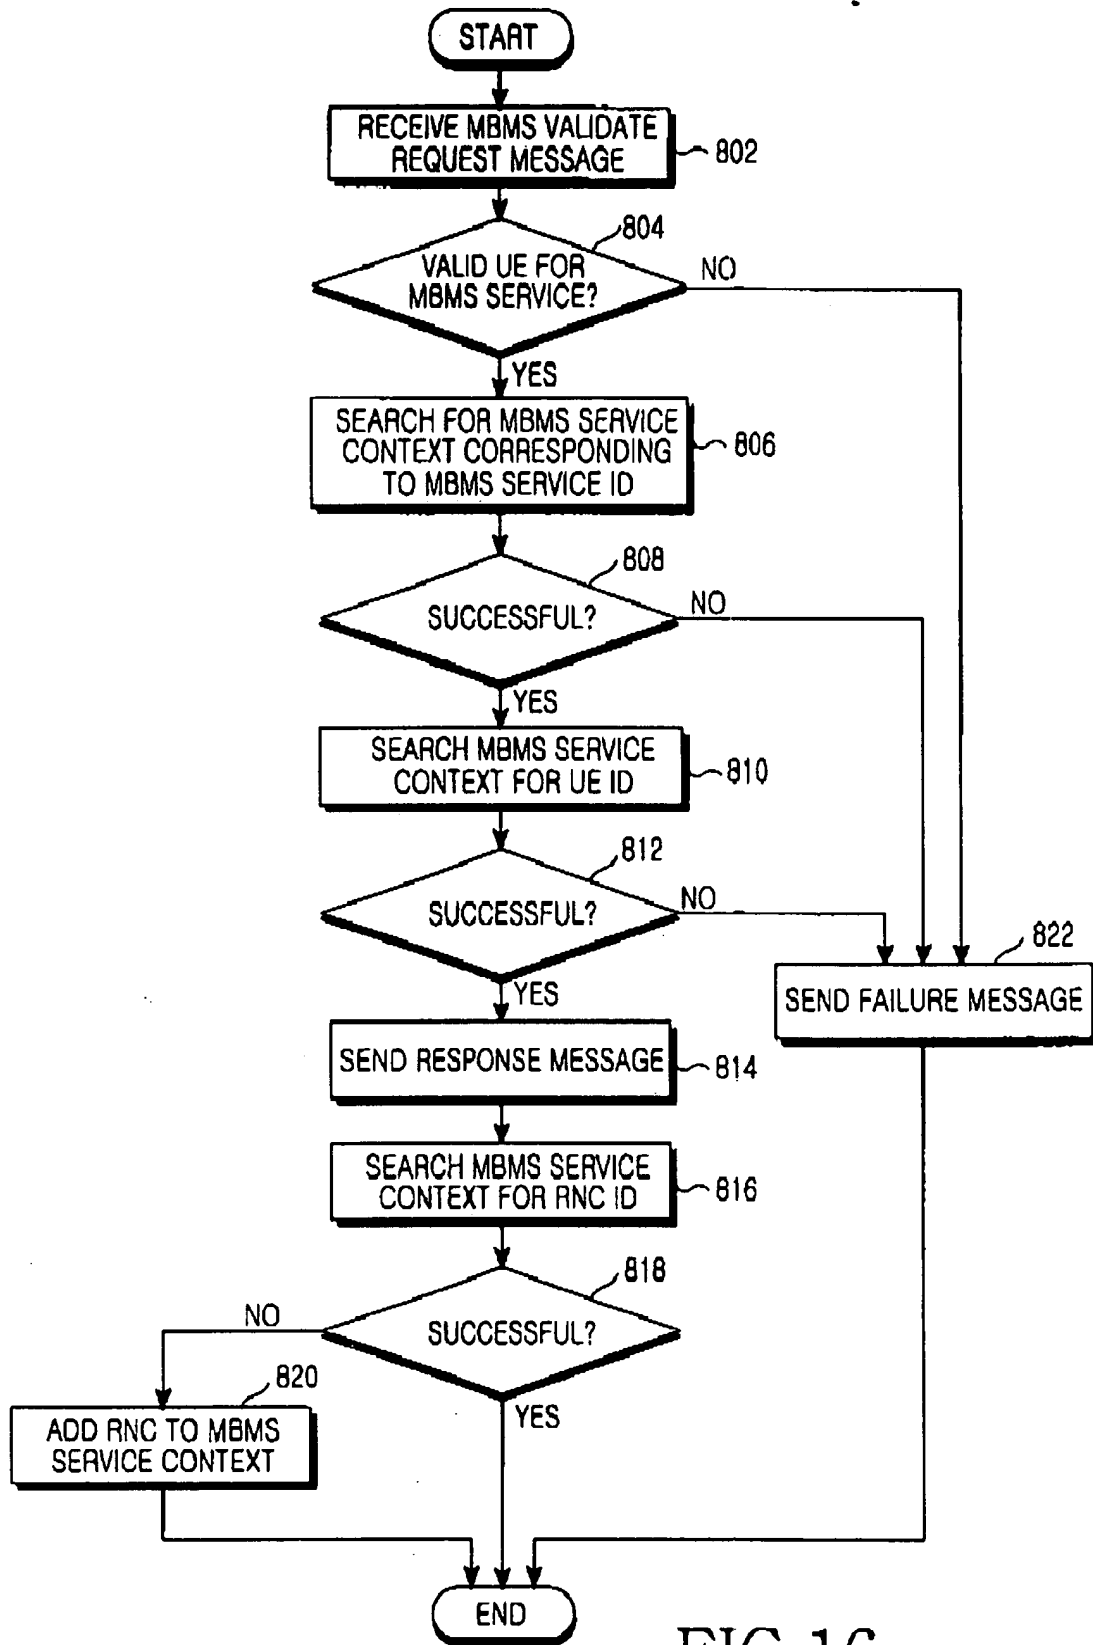 START
RECEIVE MBMS VALIDATE
REQUEST MESSAGE
802
804
VALID UE FOR
MBMS SERVICE?
NO
YES
SEARCH FOR MBMS SERVICE
CONTEXT CORRESPONDING
TO MBMS SERVICE ID
806
808
SUCCESSFUL?
NO
YES
SEARCH MBMS SERVICE
CONTEXT FOR UE ID
810
812
SUCCESSFUL?
NO
YES
822
SEND FAILURE MESSAGE
SEND RESPONSE MESSAGE
814
SEARCH MBMS SERVICE
CONTEXT FOR RNC ID
816
818
SUCCESSFUL?
NO
YES
820
ADD RNC TO MBMS
SERVICE CONTEXT
END
FIG.16